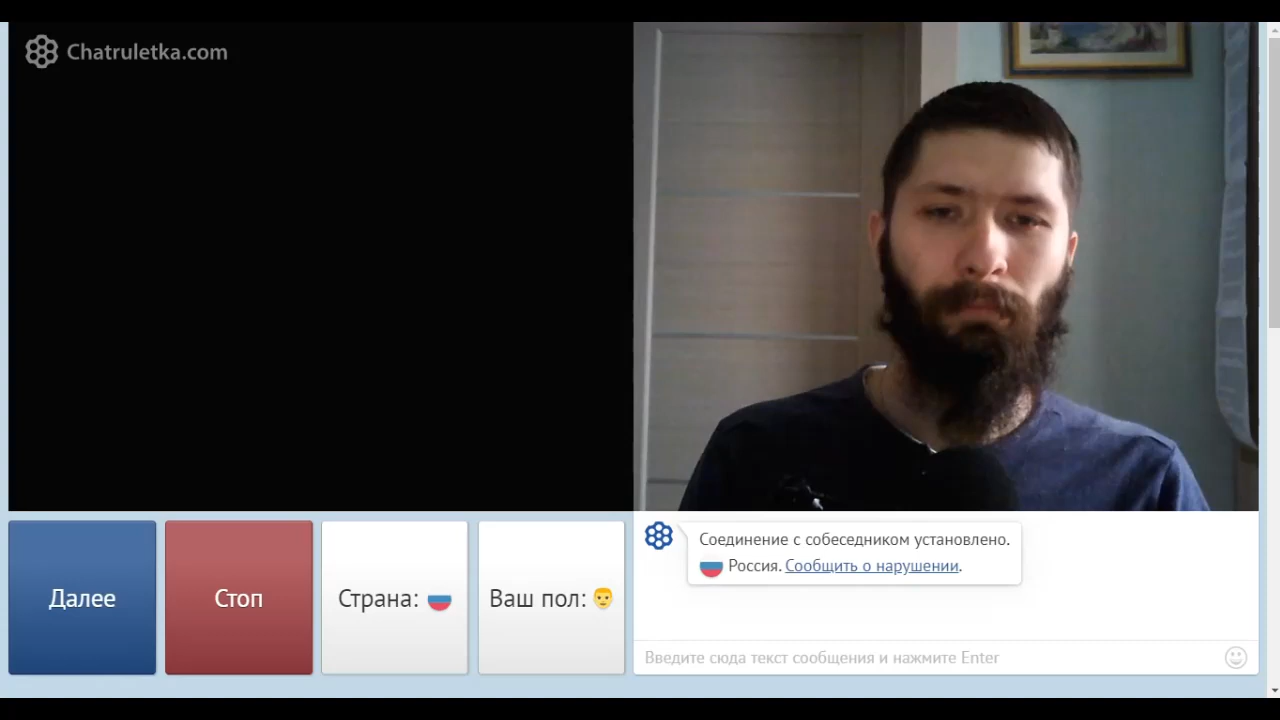 Chatruletka.com
Далее
Стоп
Страна:
Ваш пол:
Соединение с собеседником установлено.
Россия. Сообщить о нарушении.
Введите сюда текст сообщения и нажмите Enter